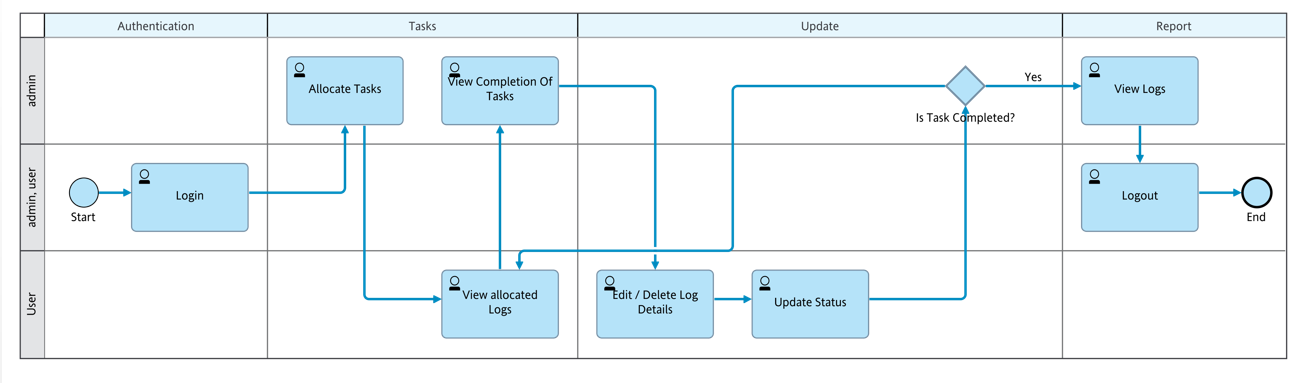 Authentication
Tasks
Update
Report
admin
Allocate Tasks
View Completion Of
Tasks
Is Task Completed?
Yes
View Logs
admin, user
Start
Login
Logout
End
User
View allocated
Logs
Edit / Delete Log
Details
Update Status